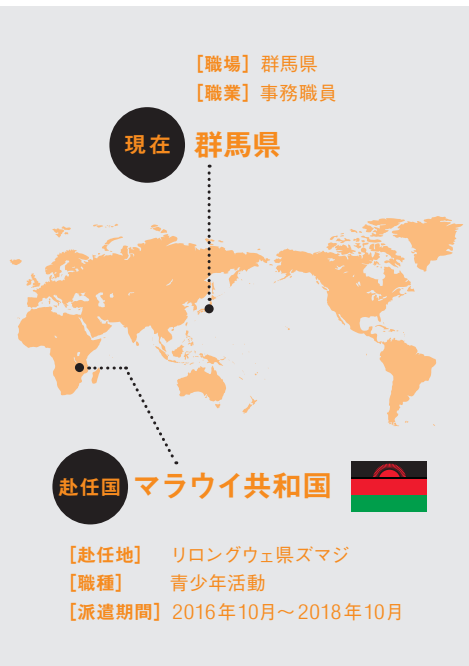 [職場] 群馬県
[職業] 事務職員
現在 群馬県
赴任国 マラウイ共和国
[赴任地] リロングウェ県ズマジ
[職種] 青少年活動
[派遣期間] 2016年10月～2018年10月